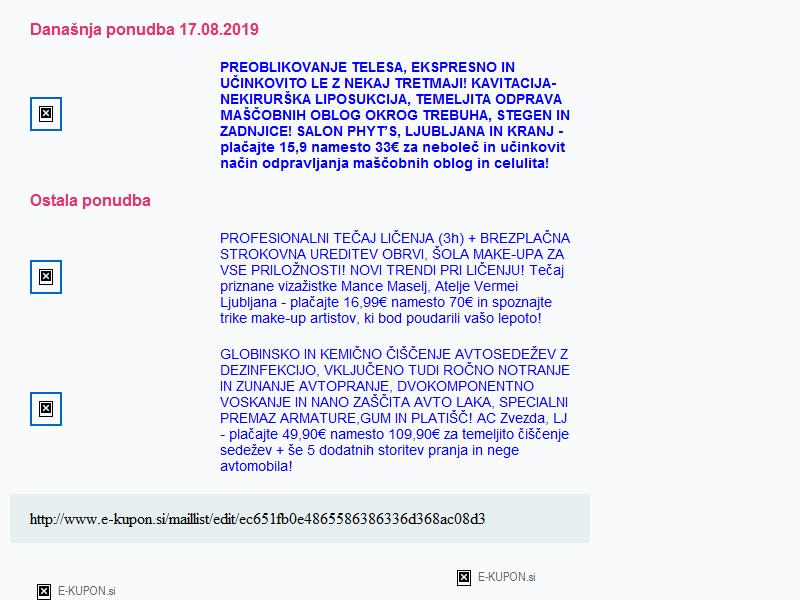 Današnja ponudba 17.08.2019
PREOBLIKOVANJE TELESA, EKSPRESNO IN
UČINKOVITO LE Z NEKAJ TRETMAJI! KAVITACIJA-
NEKIRURŠKA LIPOSUKCIJA, TEMELJITA ODPRAVA
MAŠČOBNIH OBLOG OKROG TREBUHA, STEGEN IN
ZADNJICE! SALON PHYT'S, LJUBLJANA IN KRANJ -
plačajte 15,9 namesto 33€ za neboleč in učinkovit
način odpravljanja maščobnih oblog in celulita!
Ostala ponudba
PROFESIONALNI TEČAJ LIČENJA (3h) + BREZPLAČNA
STROKOVNA UREDITEV OBRVI, ŠOLA MAKE-UPA ZA
VSE PRILOŽNOSTI! NOVI TRENDI PRI LIČENJU! Tečaj
priznane vizažistke Mance Maselj, Atelje Vermei
Ljubljana - plačajte 16,99€ namesto 70€ in spoznajte
trike make-up artistov, ki bod poudarili vašo lepoto!
GLOBINSKO IN KEMIČNO ČIŠČENJE AVTOSEDEŽEV Z
DEZINFEKCIJO, VKLJUČENO TUDI ROČNO NOTRANJE
IN ZUNANJE AVTOPRANJE, DVOKOMPONENTNO
VOSKANJE IN NANO ZAŠČITA AVTO LAKA, SPECIALNI
PREMAZ ARMATURE,GUM IN PLATIŠČ! AC Zvezda, LJ
- plačajte 49,90€ namesto 109,90€ za temeljito čiščenje
sedežev + še 5 dodatnih storitev pranja in nege
avtomobila!
http://www.e-kupon.si/maillist/edit/ec651fb0e4865586386336d368ac08d3
E-KUPON.si
E-KUPON.si